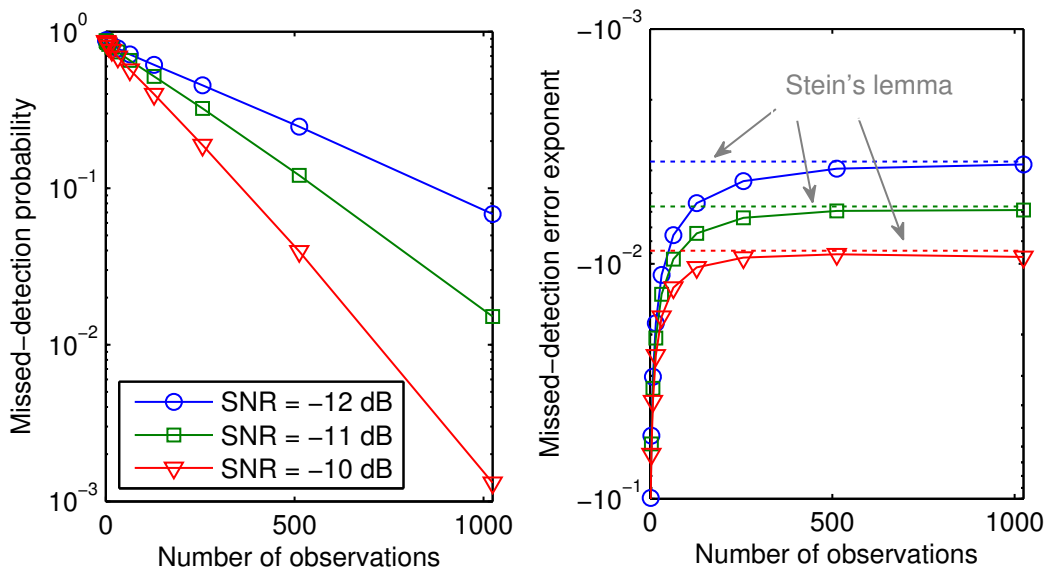 10^0
10^−1
10^−2
10^−3
Missed−detection probability
SNR = −12 dB
SNR = −11 dB
SNR = −10 dB
0
500
1000
Number of observations
−10^−3
−10^−2
−10^−1
Missed−detection error exponent
Stein's lemma
0
500
1000
Number of observations